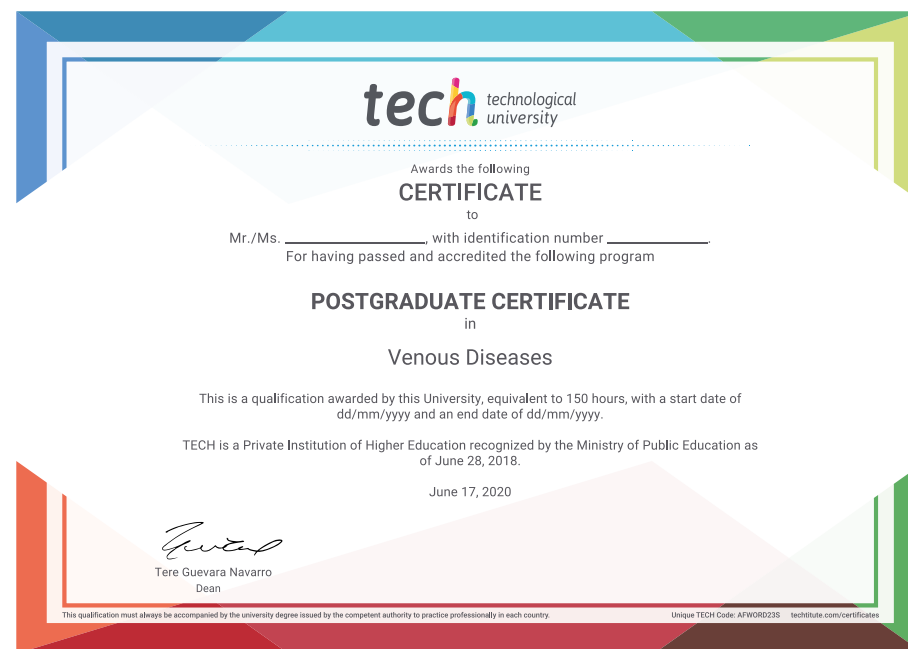 tech technological
university
Awards the following
CERTIFICATE
to
Mr./Ms. ____________________, with identification number ______________.
For having passed and accredited the following program
POSTGRADUATE CERTIFICATE
in
Venous Diseases
This is a qualification awarded by this University, equivalent to 150 hours, with a start date of
dd/mm/yyyy and an end date of dd/mm/yyyy.
TECH is a Private Institution of Higher Education recognized by the Ministry of Public Education as
of June 28, 2018.
June 17, 2020
Tere Guevara Navarro
Dean
This qualification must always be accompanied by the university degree issued by the competent authority to practice professionally in each country. Unique TECH Code: AFWORD23S techtitute.com/certificates